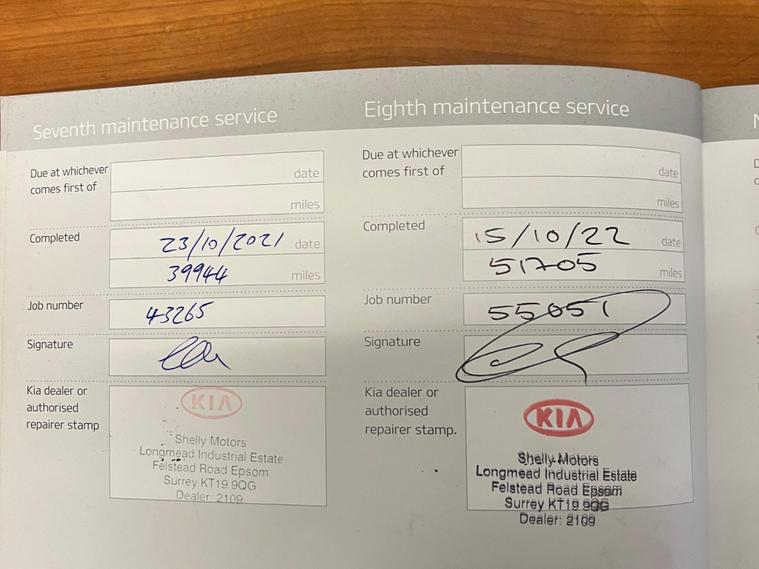 Seventh maintenance service
Due at whichever
comes first of
date
miles
Completed
23/10/2021 date
39944 miles
Job number
43265
Signature
Kia dealer or
authorised
repairer stamp
KIA
Shelly Motors
Longmead Industrial Estate
Felstead Road Epsom
Surrey KT19 9QG
Dealer: 2109
Eighth maintenance service
Due at whichever
comes first of
date
miles
Completed
15/10/22 date
51705 miles
Job number
55051
Signature
Kia dealer or
authorised
repairer stamp.
KIA
Shelly Motors
Longmead Industrial Estate
Felstead Road Epsom
Surrey KT19 9QG
Dealer: 2109